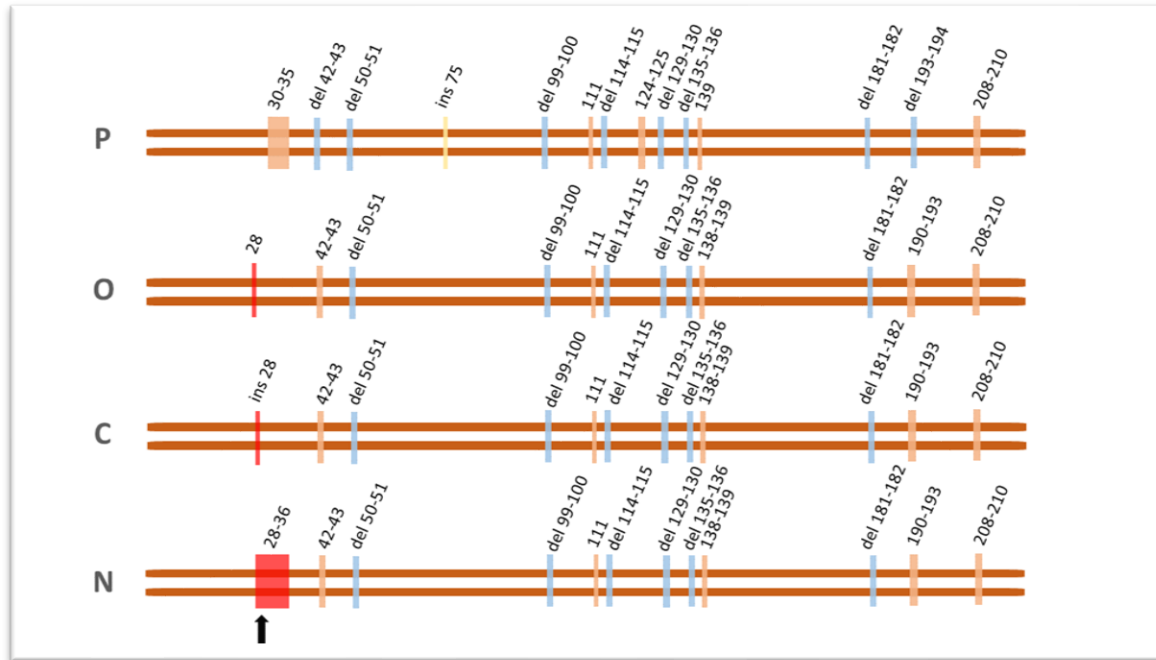 30-35 del 42-43 del 50-51 ins 75 del 99-100 111 del 114-115 124-125 del 129-130 del 135-136 139 del 181-182 del 193-194 208-210
P
28 42-43 del 50-51 del 99-100 111 del 114-115 del 129-130 del 135-136 138-139 del 181-182 190-193 208-210
O
ins 28 42-43 del 50-51 del 99-100 111 del 114-115 del 129-130 del 135-136 138-139 del 181-182 190-193 208-210
C
28-36 42-43 del 50-51 del 99-100 111 del 114-115 del 129-130 del 135-136 138-139 del 181-182 190-193 208-210
N